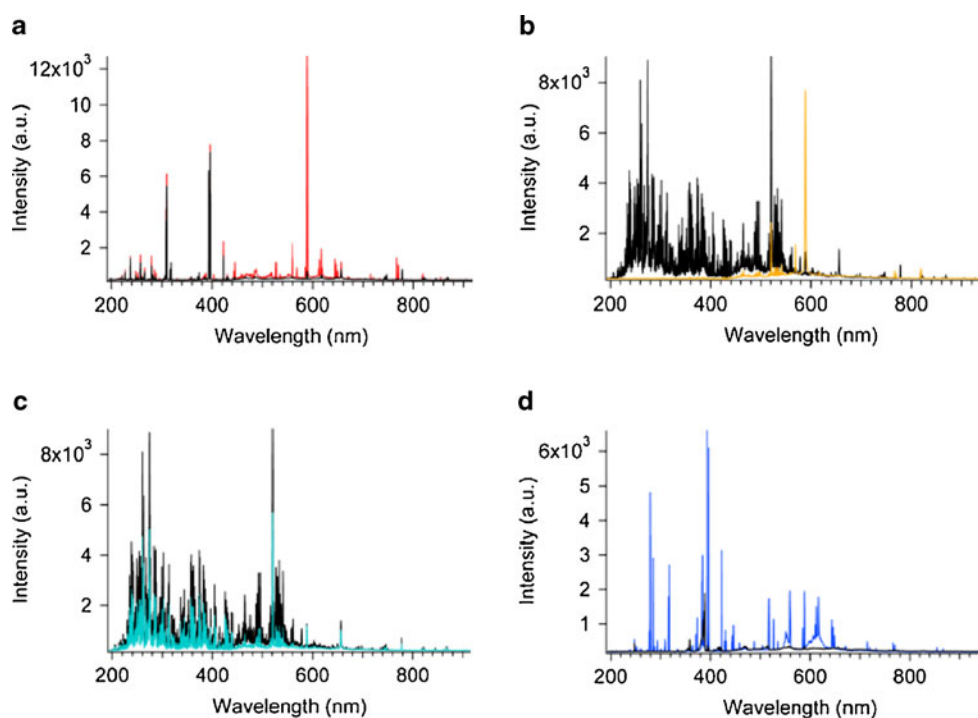 a
12x10³
10
8
6
4
2
Intensity (a.u.)
200 400 600 800
Wavelength (nm)
b
8x10³
6
4
2
Intensity (a.u.)
200 400 600 800
Wavelength (nm)
c
8x10³
6
4
2
Intensity (a.u.)
200 400 600 800
Wavelength (nm)
d
6x10³
5
4
3
2
1
Intensity (a.u.)
200 400 600 800
Wavelength (nm)